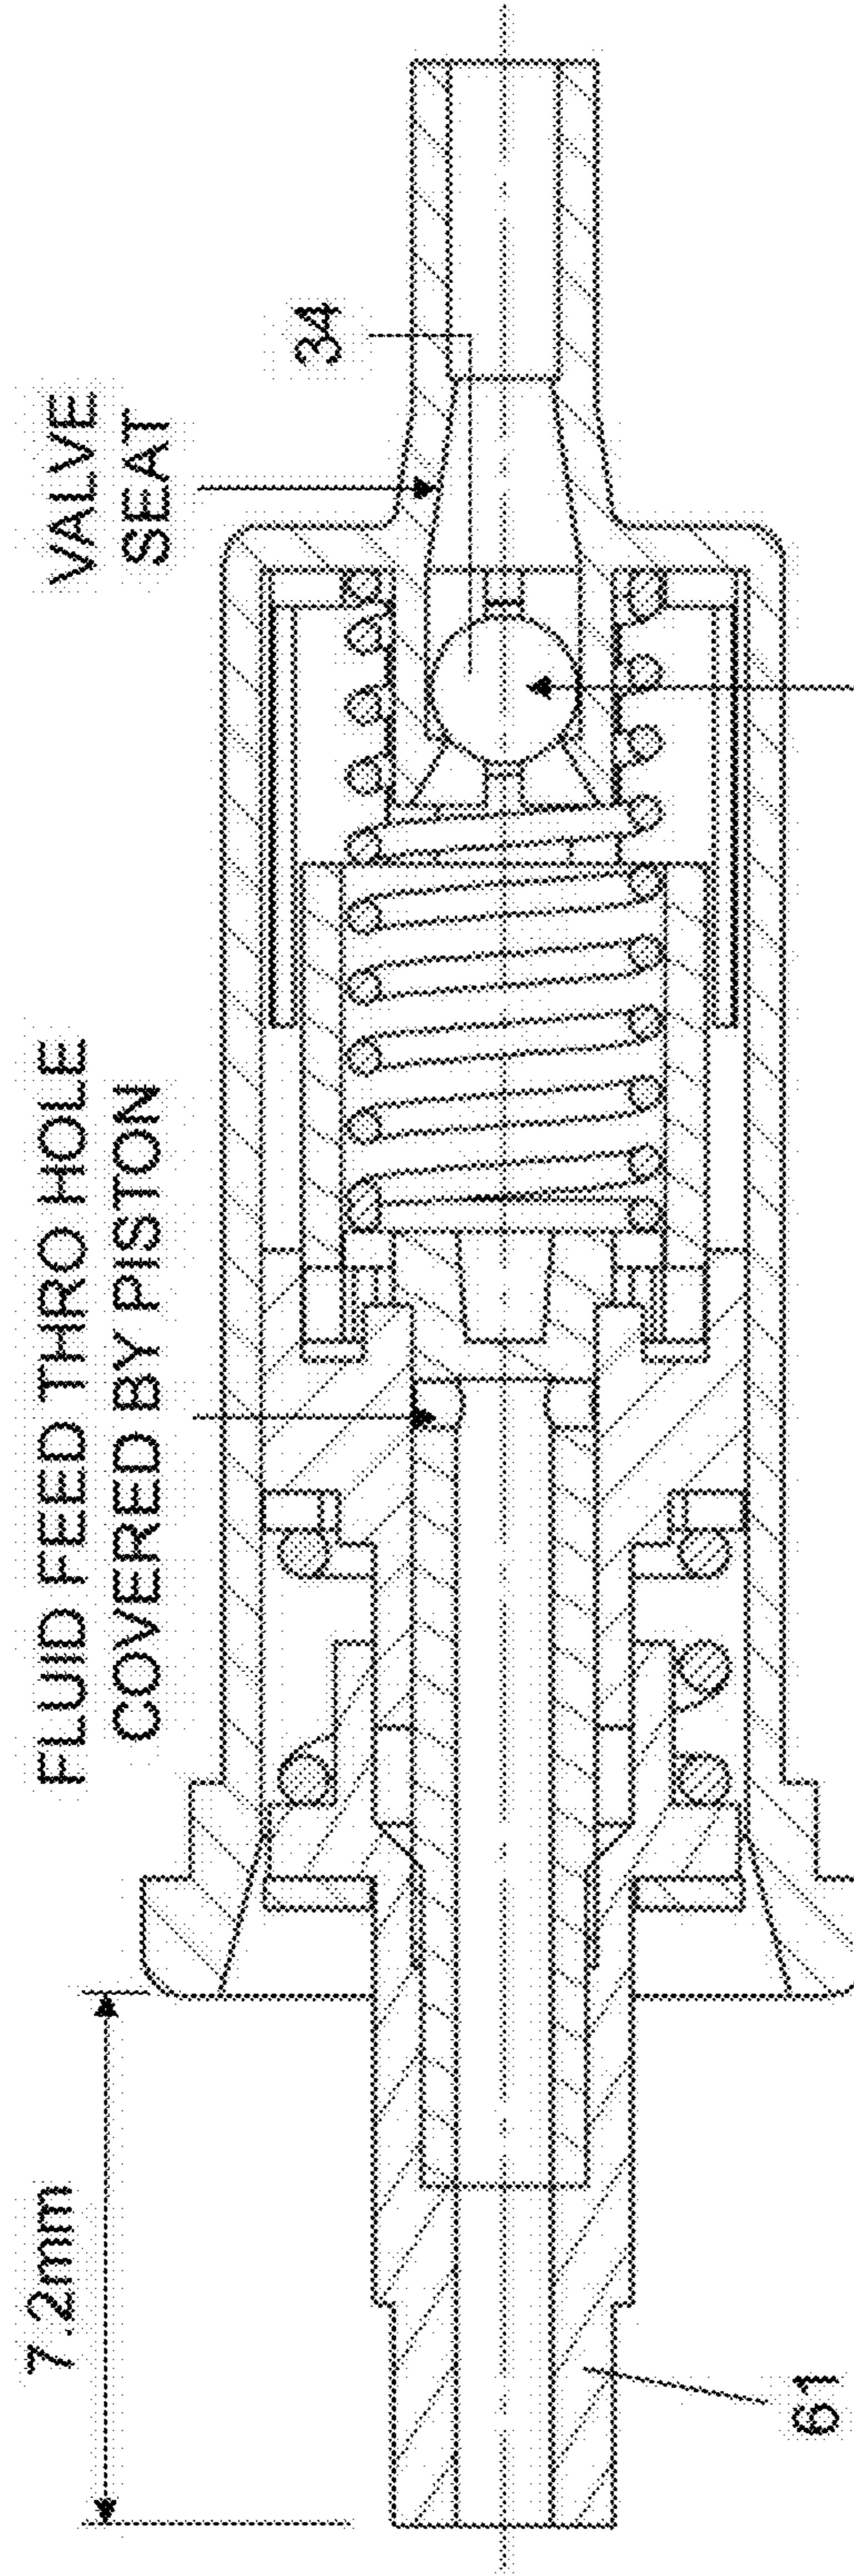 7.2mm
FLUID FEED THRO HOLE
COVERED BY PISTON
VALVE
SEAT
34
61